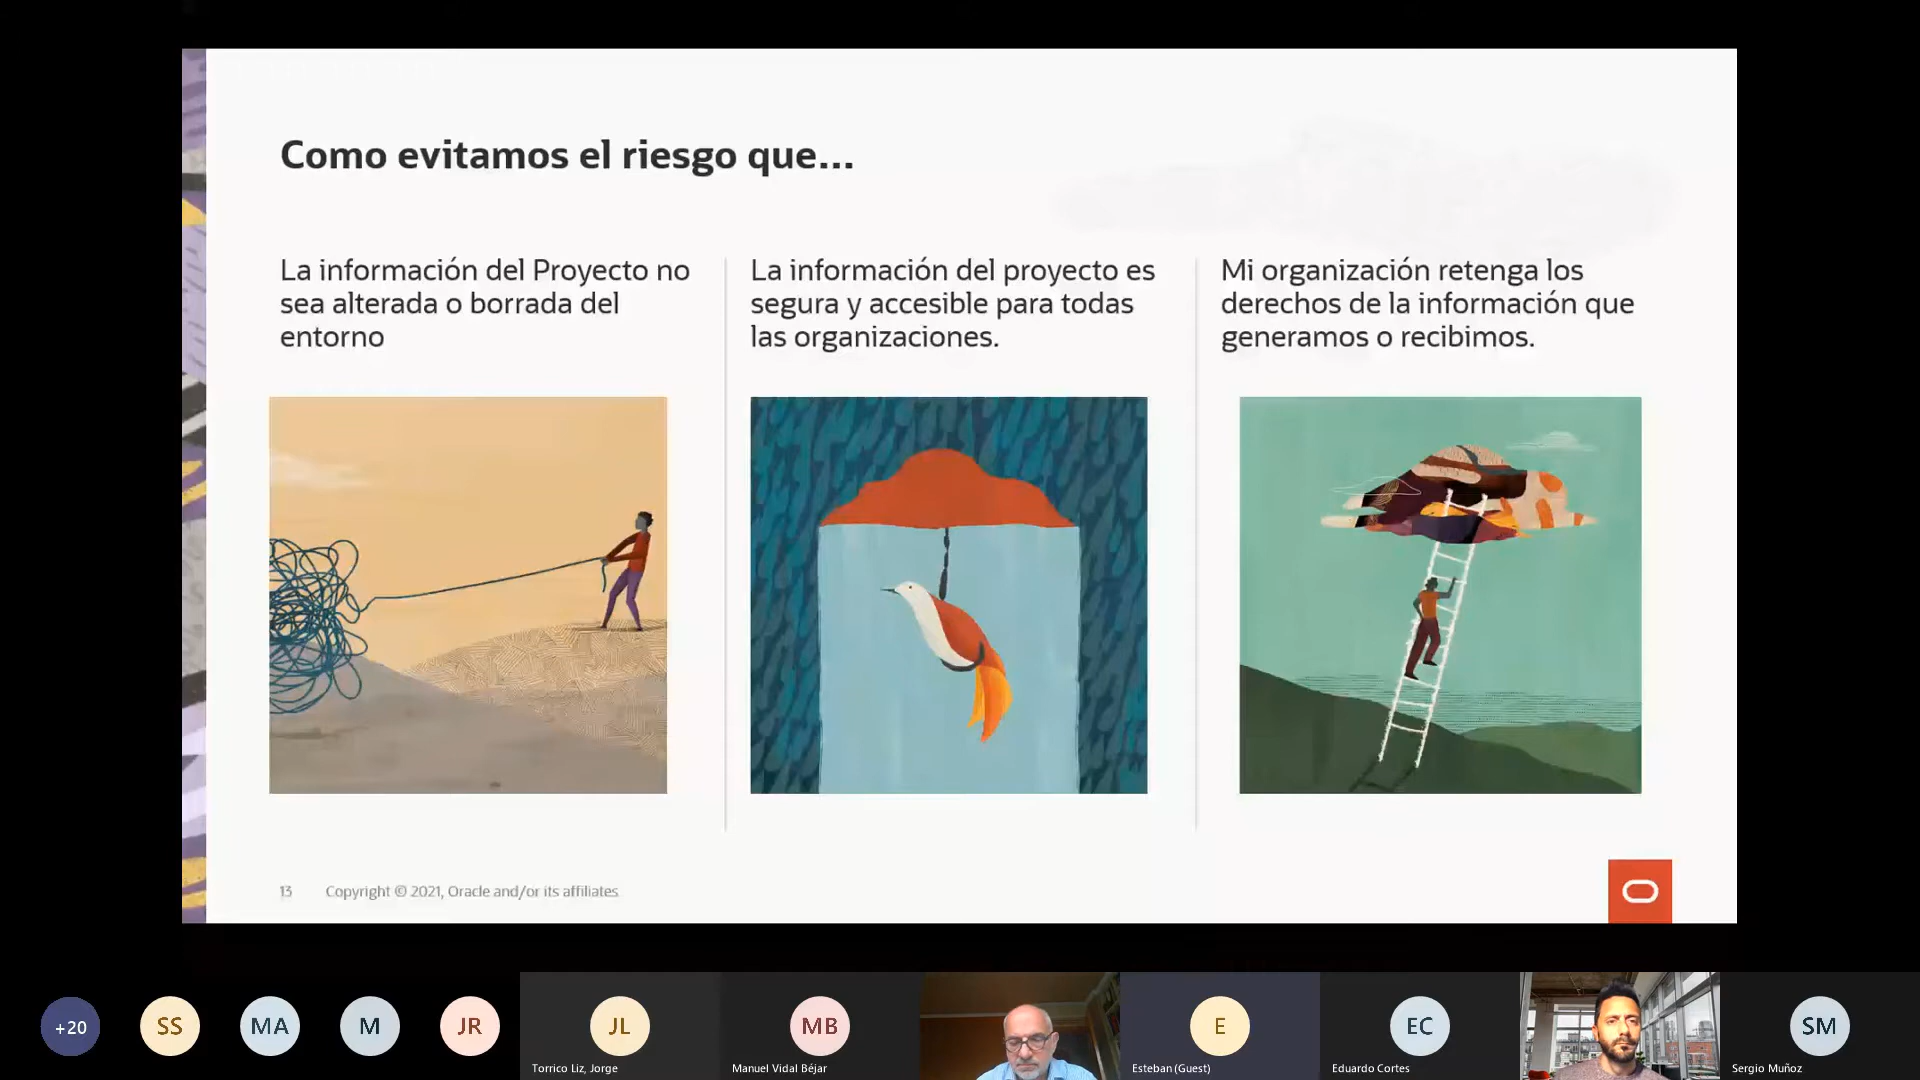 Como evitamos el riesgo que...
La información del Proyecto no
sea alterada o borrada del
entorno
La información del proyecto es
segura y accesible para todas
las organizaciones.
Mi organización retenga los
derechos de la información que
generamos o recibimos.
13 Copyright © 2021, Oracle and/or its affiliates
+20
SS
MA
M
JR
JL
Torrico Liz, Jorge
MB
Manuel Vidal Béjar
E
Esteban (Guest)
EC
Eduardo Cortes
SM
Sergio Muñoz